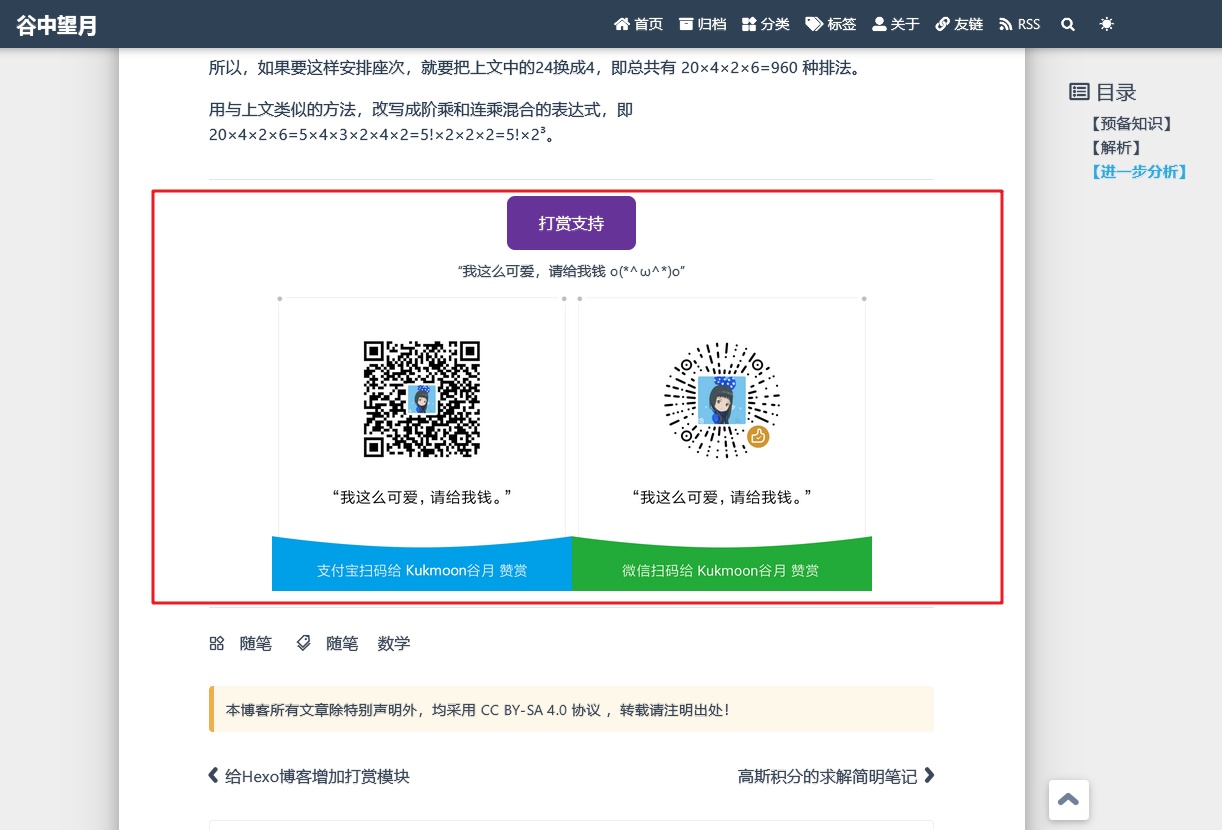 谷中望月
首页 归档 分类 标签 关于 友链 RSS
所以，如果要这样安排座次，就要把上文中的24换成4，即总共有 20×4×2×6=960 种排法。
用与上文类似的方法，改写成阶乘和连乘混合的表达式，即
20×4×2×6=5×4×3×2×4×2=5!×2×2×2=5!×2³。
目录
【预备知识】
【解析】
【进一步分析】
打赏支持
“我这么可爱，请给我钱 o(*^ω^*)o”
“我这么可爱，请给我钱。” “我这么可爱，请给我钱。”
支付宝扫码给 Kukmoon谷月 赞赏 微信扫码给 Kukmoon谷月 赞赏
随笔 随笔 数学
本博客所有文章除特别声明外，均采用 CC BY-SA 4.0 协议 ，转载请注明出处！
给Hexo博客增加打赏模块 高斯积分的求解简明笔记